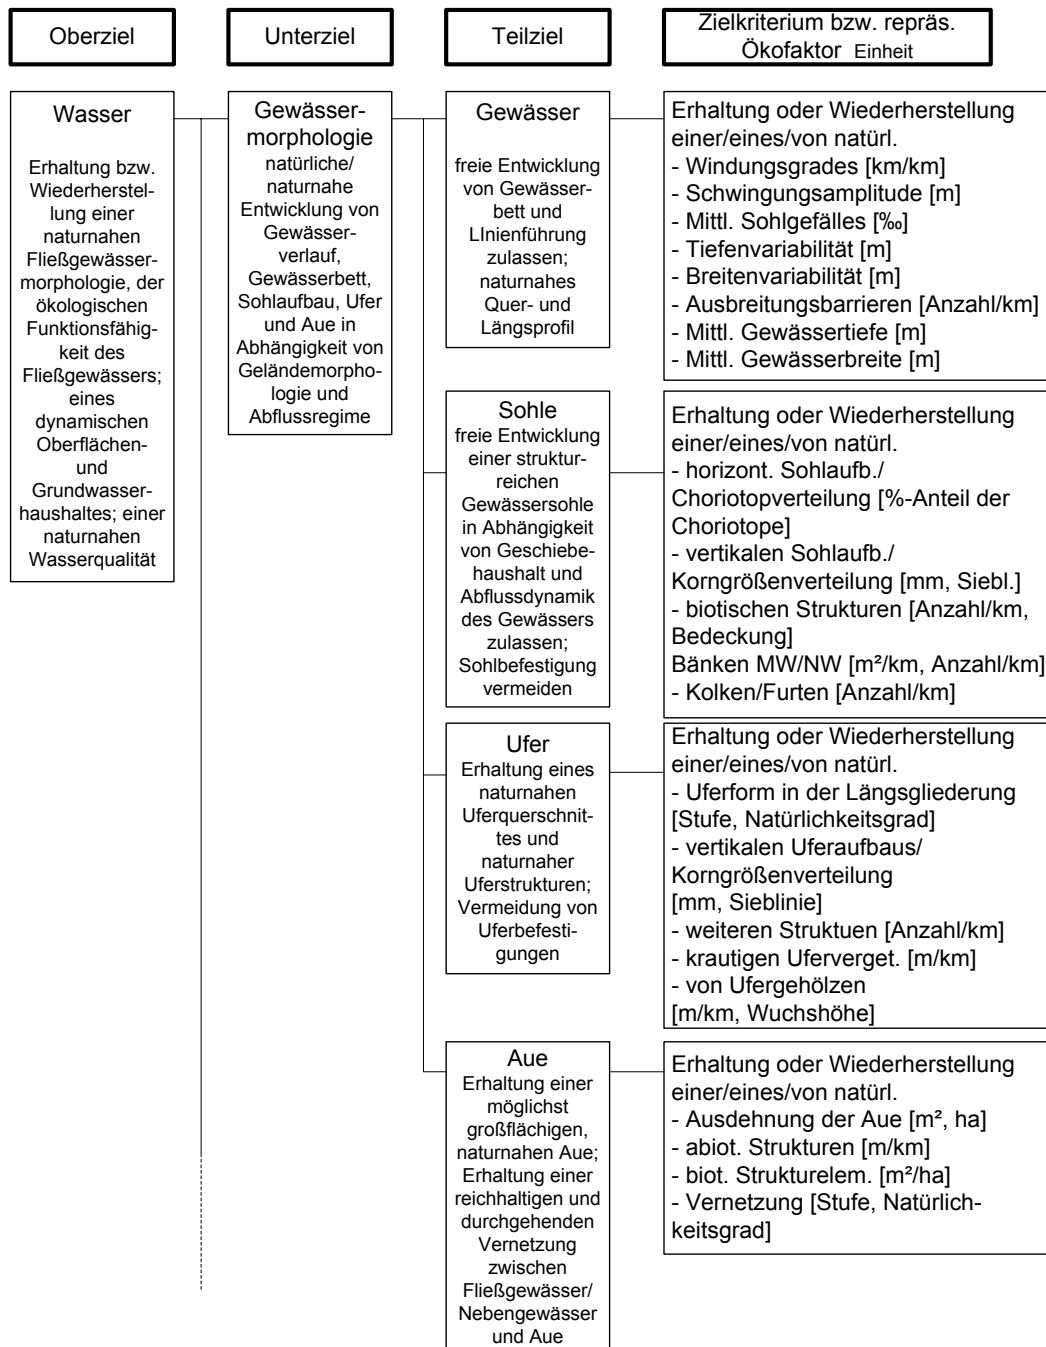 Oberziel
Unterziel
Teilziel
Zielkriterium bzw. repräs.
Ökofaktor Einheit
Wasser
Erhaltung bzw.
Wiederherstel-
lung einer
naturnahen
Fließgewässer-
morphologie, der
ökologischen
Funktionsfähig-
keit des
Fließgewässers;
eines
dynamischen
Oberflächen-
und
Grundwasser-
haushaltes; einer
naturnahen
Wasserqualität
Gewässer-
morphologie
natürliche/
naturnahe
Entwicklung von
Gewässer-
verlauf,
Gewässerbett,
Sohlaufbau, Ufer
und Aue in
Abhängigkeit von
Geländemorpho-
logie und
Abflussregime
Gewässer
freie Entwicklung
von Gewässer-
bett und
LInienführung
zulassen;
naturnahes
Quer- und
Längsprofil
Erhaltung oder Wiederherstellung
einer/eines/von natürl.
- Windungsgrades [km/km]
- Schwingungsamplitude [m]
- Mittl. Sohlgefälles [‰]
- Tiefenvariabilität [m]
- Breitenvariabilität [m]
- Ausbreitungsbarrieren [Anzahl/km]
- Mittl. Gewässertiefe [m]
- Mittl. Gewässerbreite [m]
Sohle
freie Entwicklung
einer struktur-
reichen
Gewässersohle
in Abhängigkeit
von Geschiebe-
haushalt und
Abflussdynamik
des Gewässers
zulassen;
Sohlbefestigung
vermeiden
Erhaltung oder Wiederherstellung
einer/eines/von natürl.
- horizont. Sohlaufb./
Choriotopverteilung [%-Anteil der
Choriotope]
- vertikalen Sohlaufb./
Korngrößenverteilung [mm, Siebl.]
- biotischen Strukturen [Anzahl/km,
Bedeckung]
Bänken MW/NW [m²/km, Anzahl/km]
- Kolken/Furten [Anzahl/km]
Ufer
Erhaltung eines
naturnahen
Uferquerschnit-
tes und
naturnaher
Uferstrukturen;
Vermeidung von
Uferbefesti-
gungen
Erhaltung oder Wiederherstellung
einer/eines/von natürl.
- Uferform in der Längsgliederung
[Stufe, Natürlichkeitsgrad]
- vertikalen Uferaufbaus/
Korngrößenverteilung
[mm, Sieblinie]
- weiteren Struktuen [Anzahl/km]
- krautigen Uferverget. [m/km]
- von Ufergehölzen
[m/km, Wuchshöhe]
Aue
Erhaltung einer
möglichst
großflächigen,
naturnahen Aue;
Erhaltung einer
reichhaltigen und
durchgehenden
Vernetzung
zwischen
Fließgewässer/
Nebengewässer
und Aue
Erhaltung oder Wiederherstellung
einer/eines/von natürl.
- Ausdehnung der Aue [m², ha]
- abiot. Strukturen [m/km]
- biot. Strukturelem. [m²/ha]
- Vernetzung [Stufe, Natürlich-
keitsgrad]